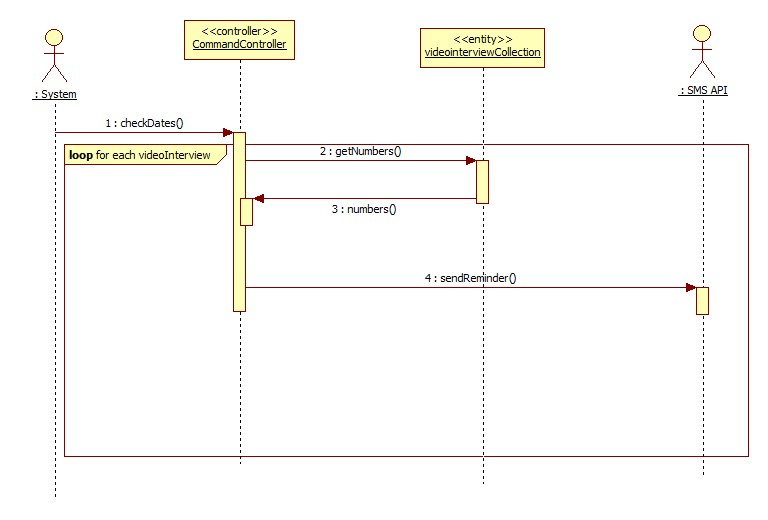 <<controller>>
CommandController
<<entity>>
videointerviewCollection
: System
: SMS API
1 : checkDates()
loop for each videoInterview
2 : getNumbers()
3 : numbers()
4 : sendReminder()